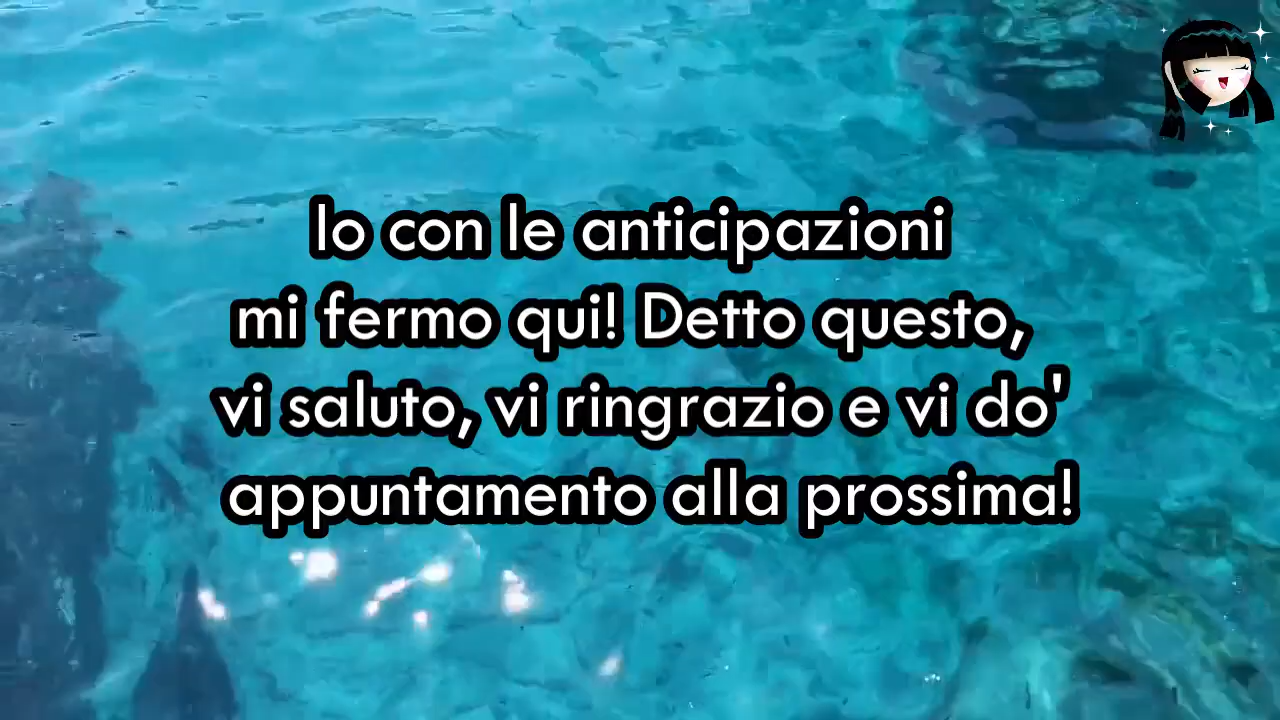 Io con le anticipazioni
mi fermo qui! Detto questo,
vi saluto, vi ringrazio e vi do'
appuntamento alla prossima!